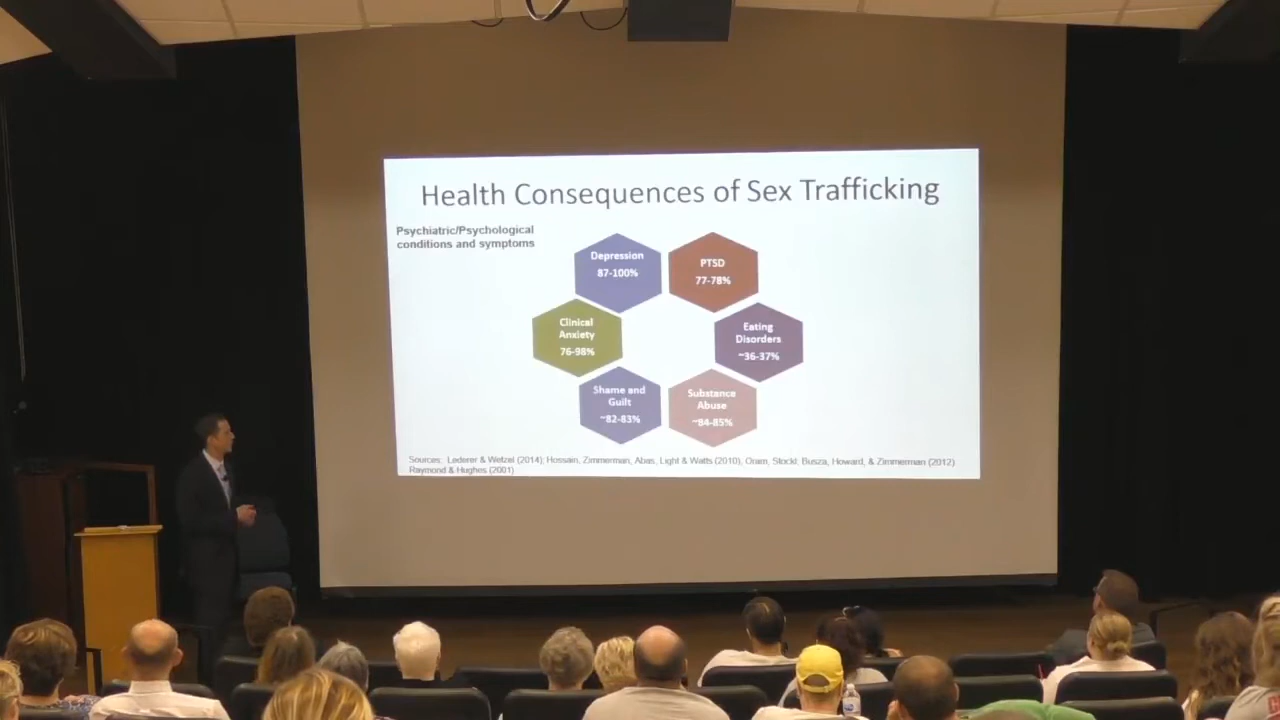 Health Consequences of Sex Trafficking
Psychiatric/Psychological
conditions and symptoms
Depression
87-100%
PTSD
77-78%
Clinical
Anxiety
76-98%
Eating
Disorders
~36-37%
Shame and
Guilt
~82-83%
Substance
Abuse
~84-85%
Sources: Lederer & Wetzel (2014); Hossain, Zimmerman, Abas, Light & Watts (2010), Oram, Stockl, Busza, Howard, & Zimmerman (2012)
Raymond & Hughes (2001)